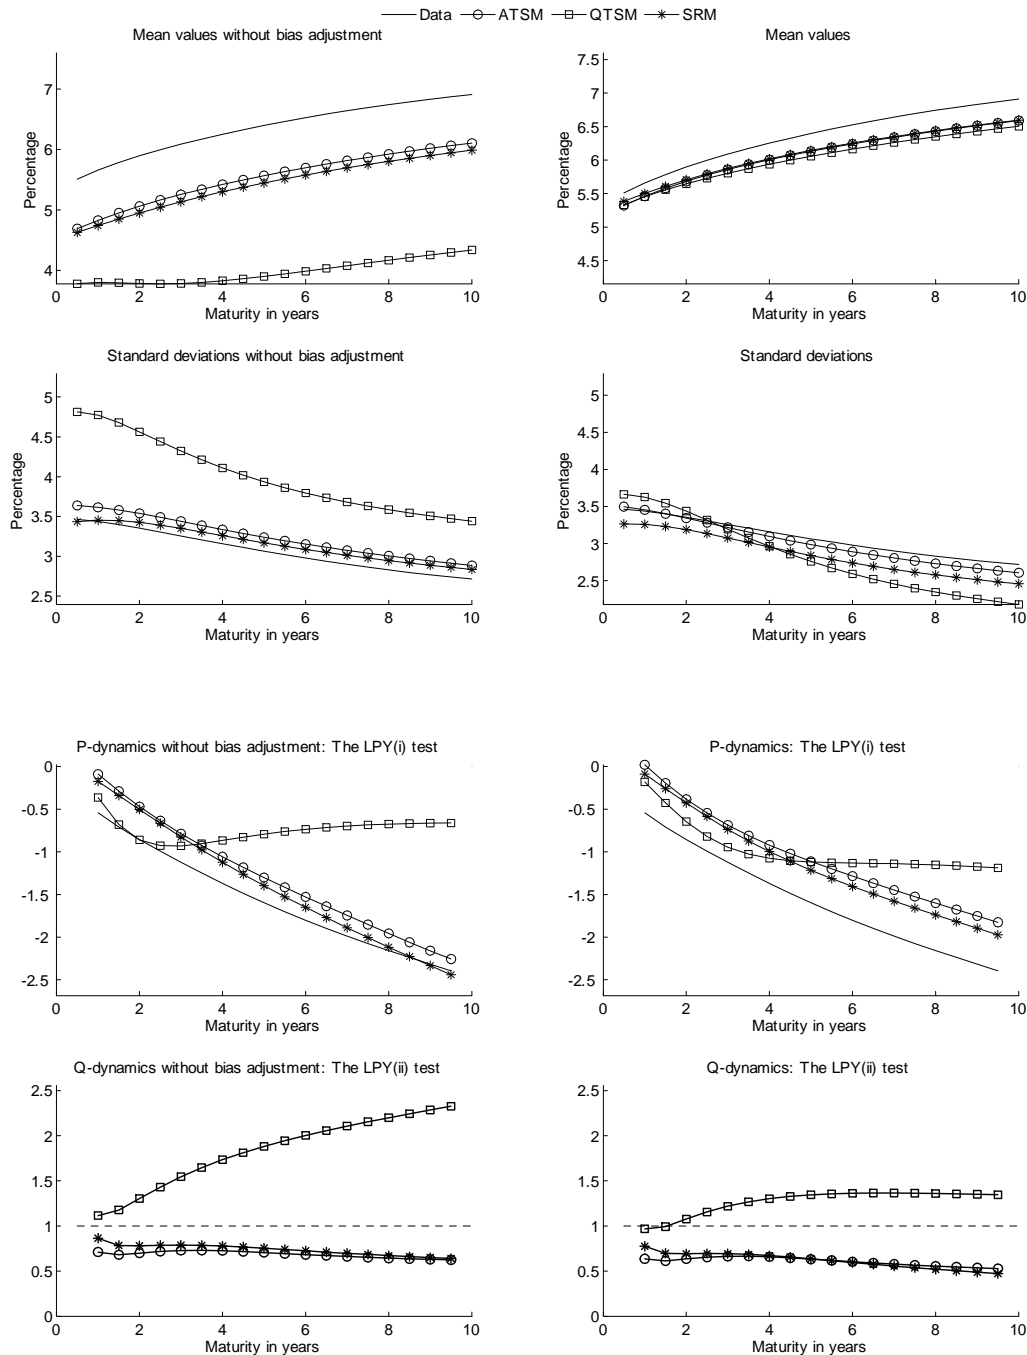 Data ATSM QTSM SRM
Mean values without bias adjustment
7
6
5
4
Percentage
0 2 4 6 8 10
Maturity in years
Mean values
7.5
7
6.5
6
5.5
5
4.5
Percentage
0 2 4 6 8 10
Maturity in years
Standard deviations without bias adjustment
5
4.5
4
3.5
3
2.5
Percentage
0 2 4 6 8 10
Maturity in years
Standard deviations
5
4.5
4
3.5
3
2.5
Percentage
0 2 4 6 8 10
Maturity in years
P-dynamics without bias adjustment: The LPY(i) test
0
-0.5
-1
-1.5
-2
-2.5
0 2 4 6 8 10
Maturity in years
P-dynamics: The LPY(i) test
0
-0.5
-1
-1.5
-2
-2.5
0 2 4 6 8 10
Maturity in years
Q-dynamics without bias adjustment: The LPY(ii) test
2.5
2
1.5
1
0.5
0
0 2 4 6 8 10
Maturity in years
Q-dynamics: The LPY(ii) test
2.5
2
1.5
1
0.5
0
0 2 4 6 8 10
Maturity in years